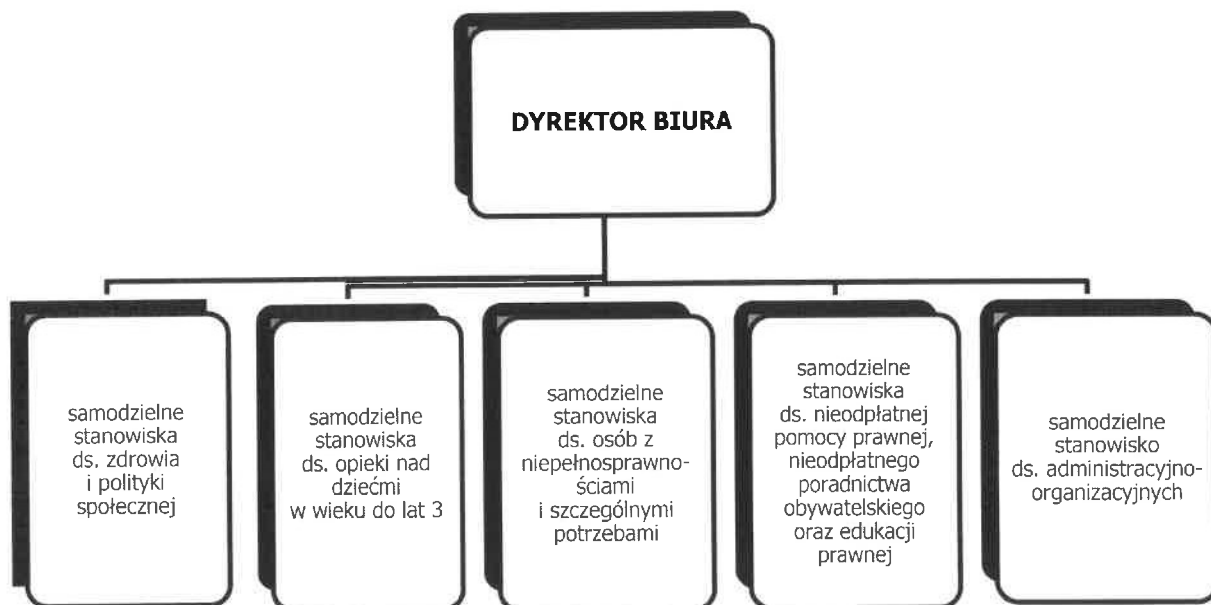 DYREKTOR BIURA
samodzielne
stanowiska
ds. zdrowia
i polityki
społecznej
samodzielne
stanowiska
ds. opieki nad
dziećmi
w wieku do lat 3
samodzielne
stanowiska
ds. osób z
niepełnosprawno-
ściami
i szczególnymi
potrzebami
samodzielne
stanowiska
ds. nieodpłatnej
pomocy prawnej,
nieodpłatnego
poradnictwa
obywatelskiego
oraz edukacji
prawnej
samodzielne
stanowisko
ds. administracyjno-
organizacyjnych